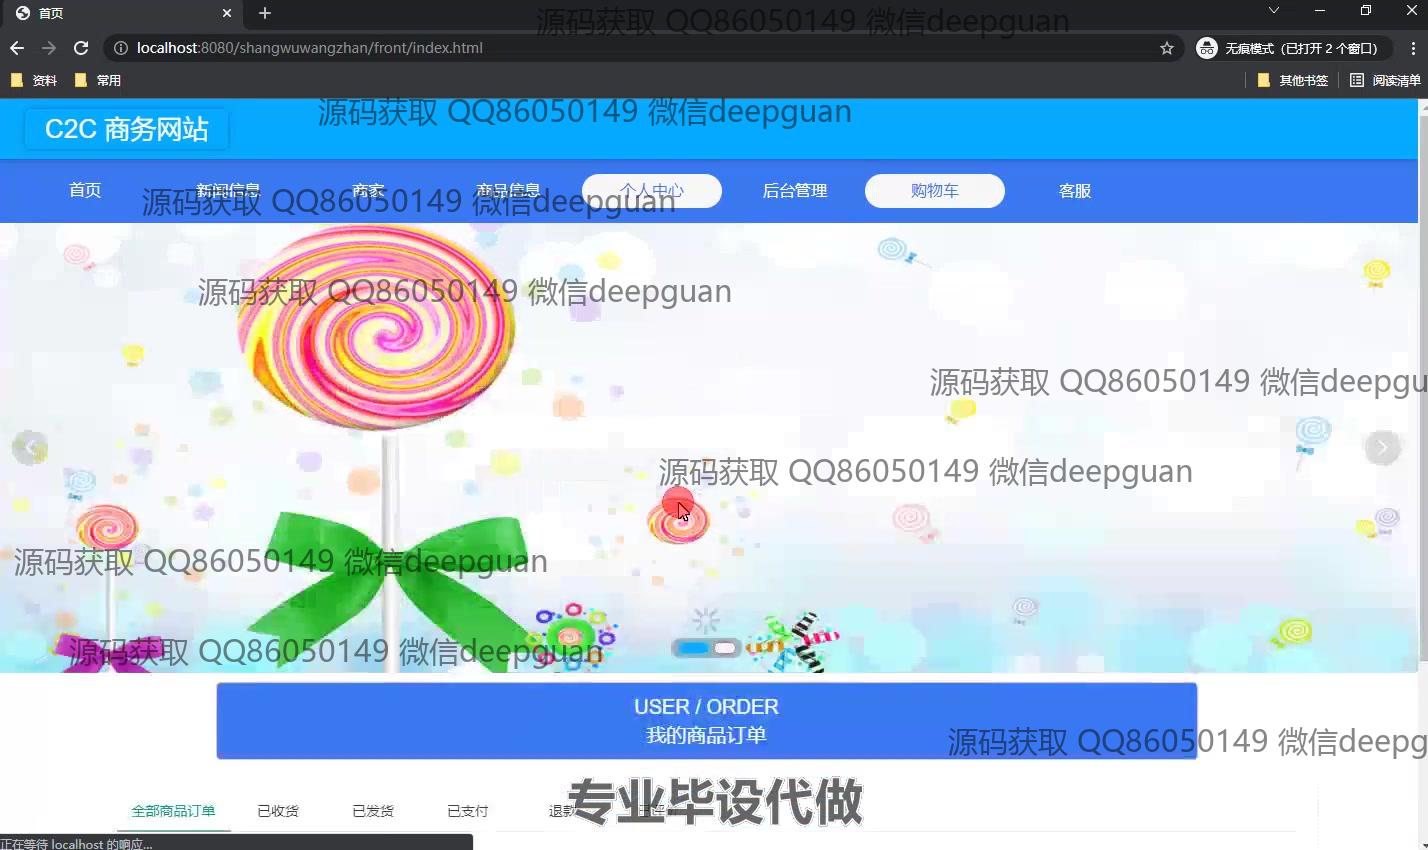 首页
源码获取 QQ86050149 微信deepguan
localhost:8080/shangwuwangzhan/front/index.html
无痕模式（已打开 2 个窗口）
资料
常用
其他书签
阅读清单
C2C 商务网站
源码获取 QQ86050149 微信deepguan
首页
新闻信息
商家
商品信息
个人中心
后台管理
购物车
客服
源码获取 QQ86050149 微信deepguan
源码获取 QQ86050149 微信deepguan
源码获取 QQ86050149 微信deepgu
源码获取 QQ86050149 微信deepguan
源码获取 QQ86050149 微信deepguan
源码获取 QQ86050149 微信deepguan
USER / ORDER
我的商品订单
源码获取 QQ86050149 微信deepg
全部商品订单
已收货
已发货
已支付
退款
专业毕设代做
正在等待 localhost 的响应...